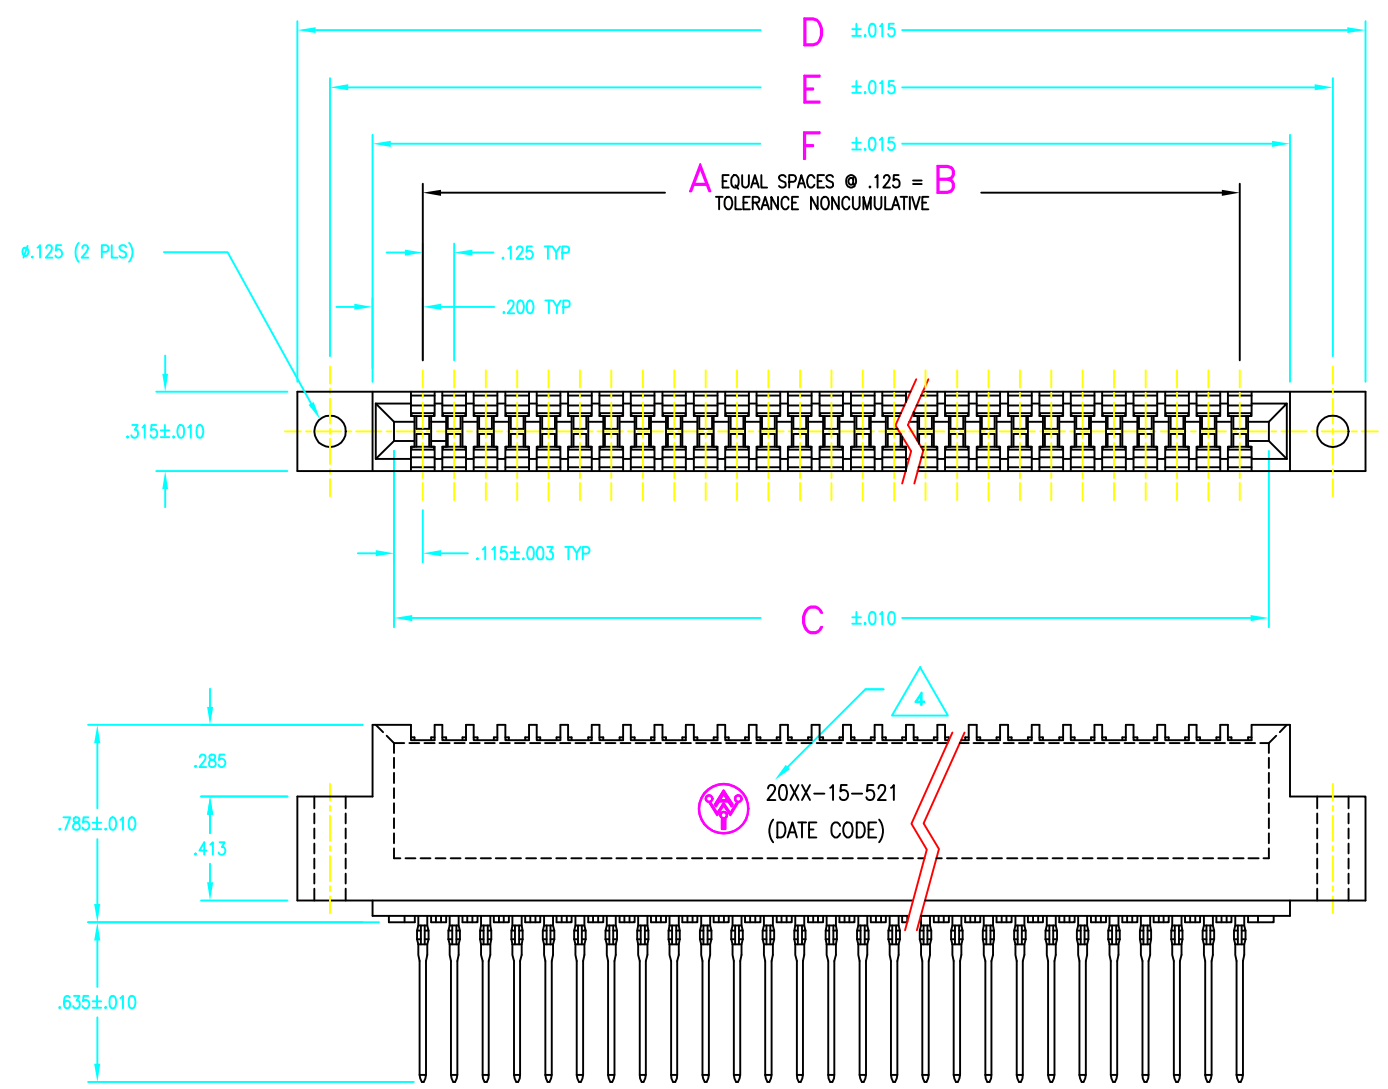 D ±.015
E ±.015
F ±.015
A EQUAL SPACES @ .125 = B
TOLERANCE NONCUMULATIVE
ø.125 (2 PLS)
.125 TYP
.200 TYP
.315±.010
.115±.003 TYP
C ±.010
4
.285
20XX-15-521
.785±.010
(DATE CODE)
.413
.635±.010